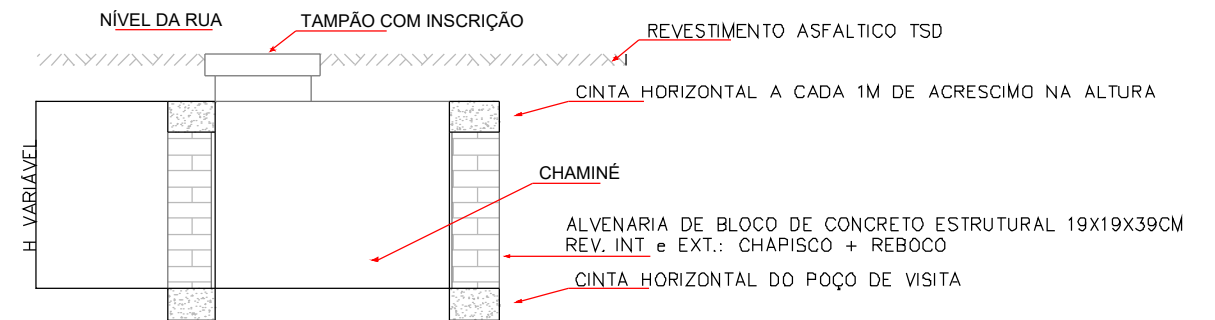 NÍVEL DA RUA
TAMPÃO COM INSCRIÇÃO
REVESTIMENTO ASFALTICO TSD
CINTA HORIZONTAL A CADA 1M DE ACRESCIMO NA ALTURA
H VARIÁVEL
CHAMINÉ
ALVENARIA DE BLOCO DE CONCRETO ESTRUTURAL 19X19X39CM
REV. INT e EXT.: CHAPISCO + REBOCO
CINTA HORIZONTAL DO POÇO DE VISITA